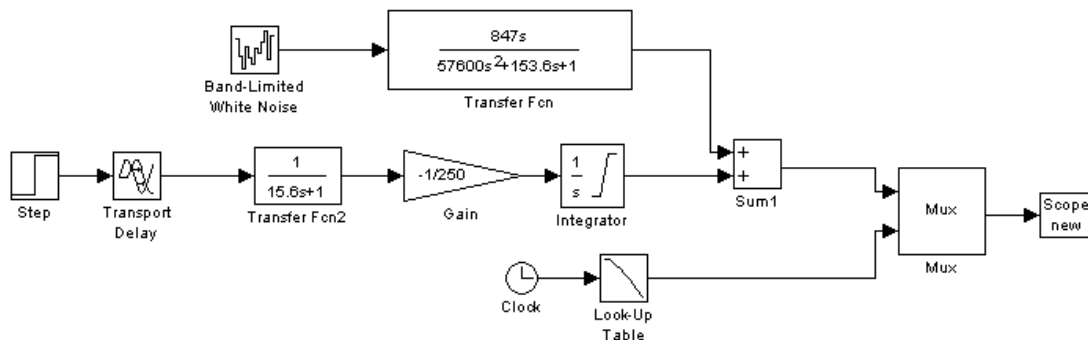 847s
57600s²+153.6s+1
Band-Limited
White Noise
Transfer Fcn
Step
Transport
Delay
1
15.6s+1
Transfer Fcn2
-1/250
Gain
1
s
Integrator
+
+
Sum1
Mux
Mux
Scope
new
Clock
Look-Up
Table